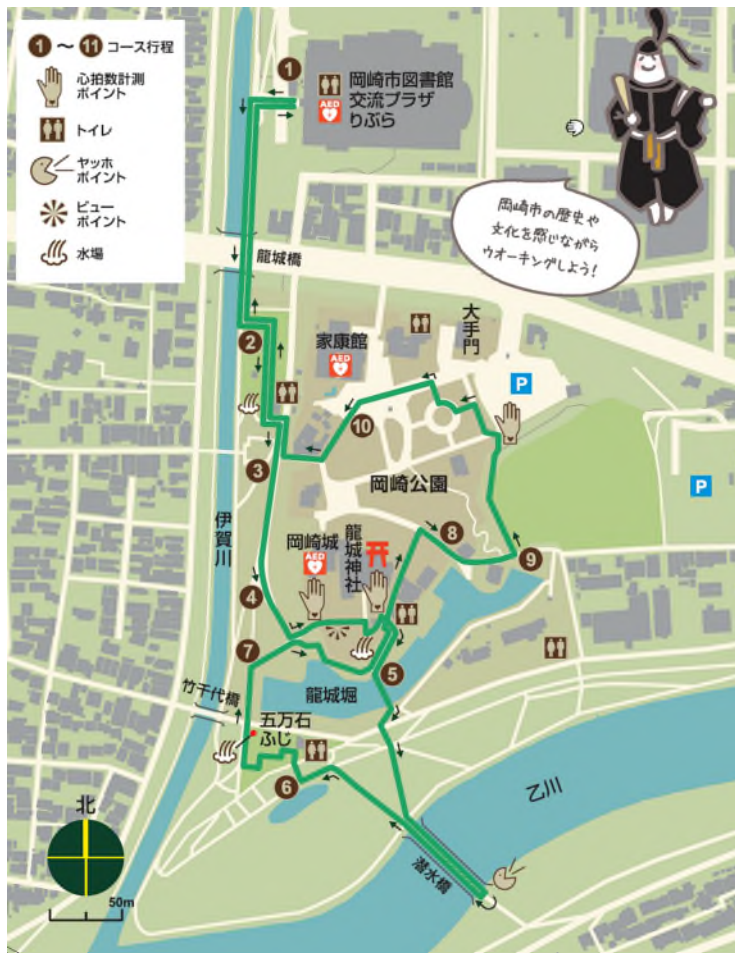 1 ～ 11 コース行程
心拍数計測
ポイント
トイレ
ヤッホ
ポイント
ビュー
ポイント
水場
1
AED
岡崎市図書館
交流プラザ
りぶら
岡崎市の歴史や
文化を感じながら
ウオーキングしよう!
龍城橋
2
家康館
AED
大手門
P
10
3
岡崎公園
P
伊賀川
岡崎城
AED
龍城神社
8
9
4
7
5
龍城堀
竹千代橋
五万石
ふじ
6
乙川
潜水橋
北
50m